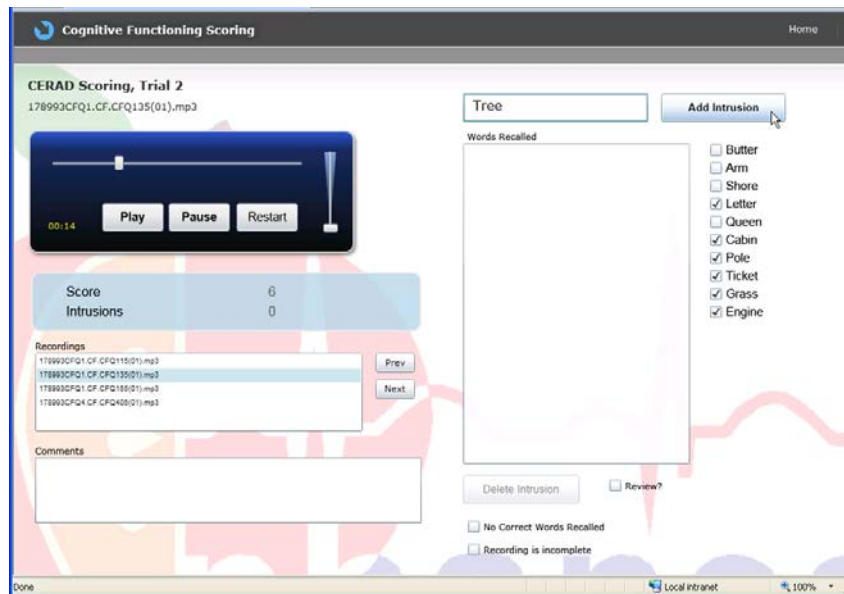 Cognitive Functioning Scoring
Home
CERAD Scoring, Trial 2
178993CFQ1.CF.CFQ135(01).mp3
00:14
Play
Pause
Restart
Score 6
Intrusions 0
Recordings
178993CFQ1.CF.CFQ115(01).mp3
178993CFQ1.CF.CFQ135(01).mp3
178993CFQ1.CF.CFQ185(01).mp3
178993CFQ4.CF.CFQ405(01).mp3
Prev
Next
Comments
Tree
Add Intrusion
Words Recalled
Butter
Arm
Shore
Letter
Queen
Cabin
Pole
Ticket
Grass
Engine
Delete Intrusion
Review?
No Correct Words Recalled
Recording is incomplete
Done
Local intranet
100%